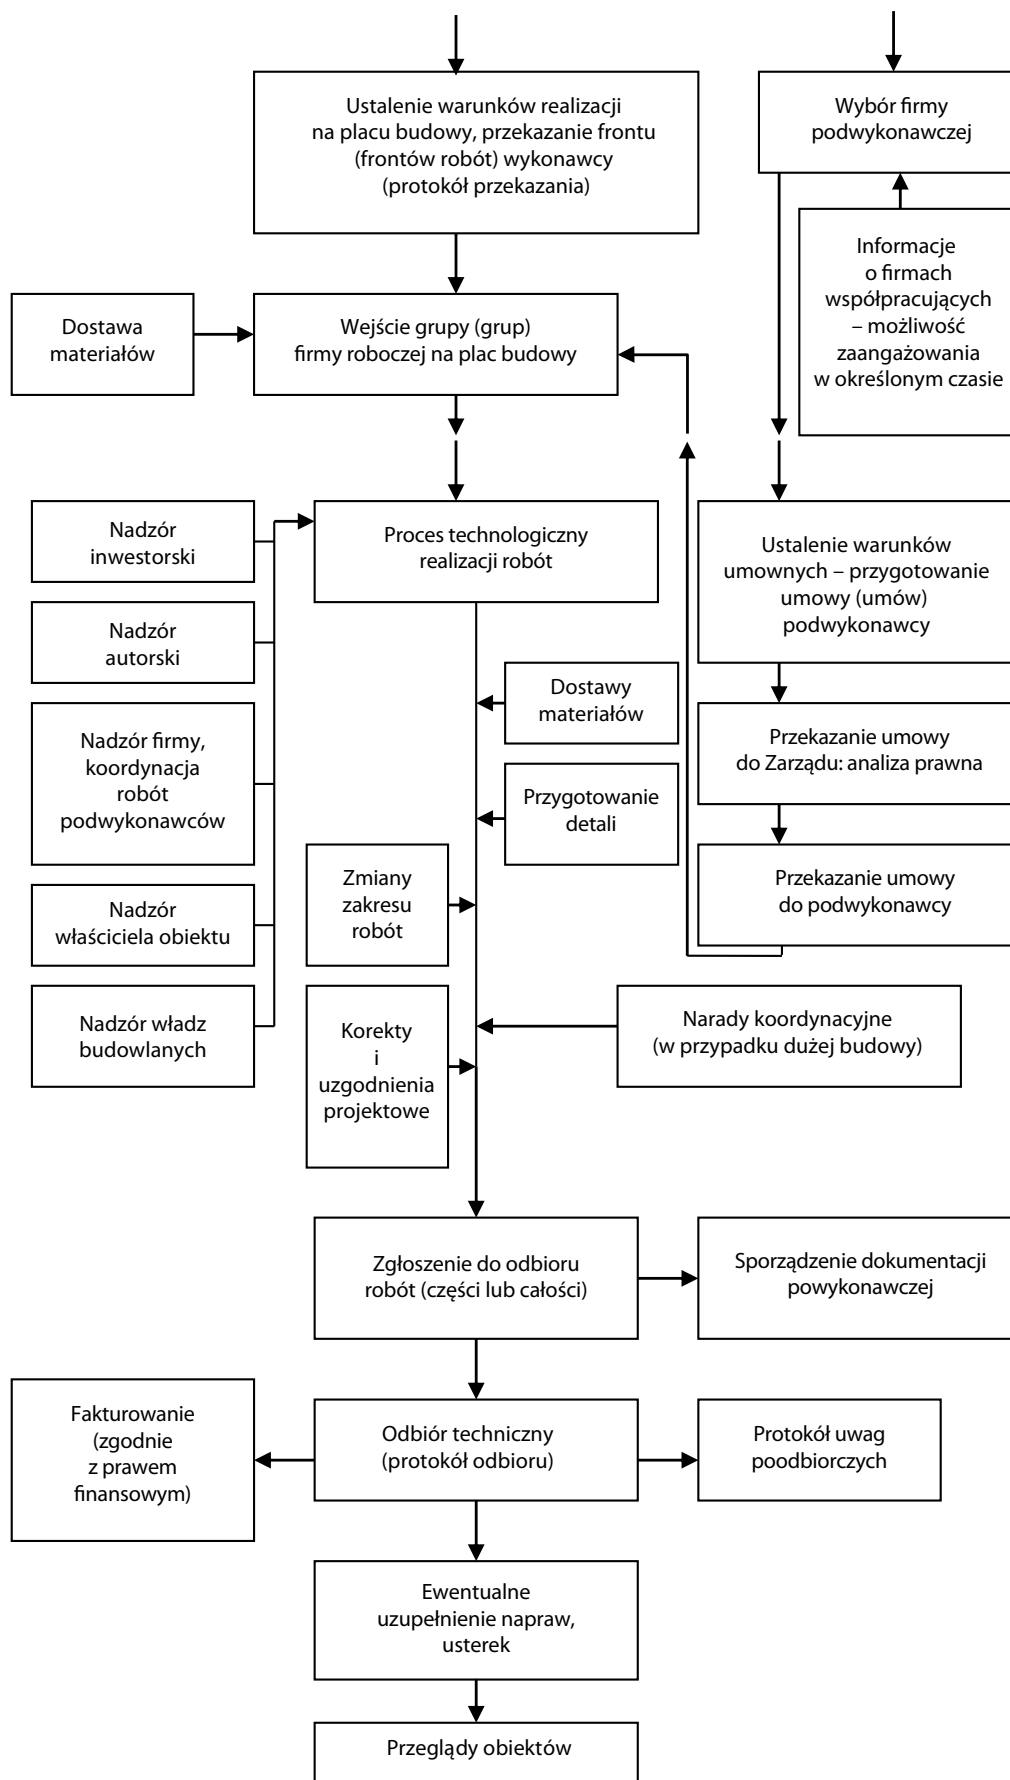 Ustalenie warunków realizacji
na placu budowy, przekazanie frontu
(frontów robót) wykonawcy
(protokół przekazania)
Wybór firmy
podwykonawczej
Informacje
o firmach
współpracujących
– możliwość
zaangażowania
w określonym czasie
Dostawa
materiałów
Wejście grupy (grup)
firmy roboczej na plac budowy
Nadzór
inwestorski
Proces technologiczny
realizacji robót
Ustalenie warunków
umownych – przygotowanie
umowy (umów)
podwykonawcy
Nadzór
autorski
Dostawy
materiałów
Nadzór firmy,
koordynacja
robót
podwykonawców
Przekazanie umowy
do Zarządu: analiza prawna
Przygotowanie
detali
Zmiany
zakresu
robót
Przekazanie umowy
do podwykonawcy
Nadzór
właściciela obiektu
Nadzór władz
budowlanych
Korekty
i
uzgodnienia
projektowe
Narady koordynacyjne
(w przypadku dużej budowy)
Zgłoszenie do odbioru
robót (części lub całości)
Sporządzenie dokumentacji
powykonawczej
Fakturowanie
(zgodnie
z prawem
finansowym)
Odbiór techniczny
(protokół odbioru)
Protokół uwag
poodbiorczych
Ewentualne
uzupełnienie napraw,
usterek
Przeglądy obiektów